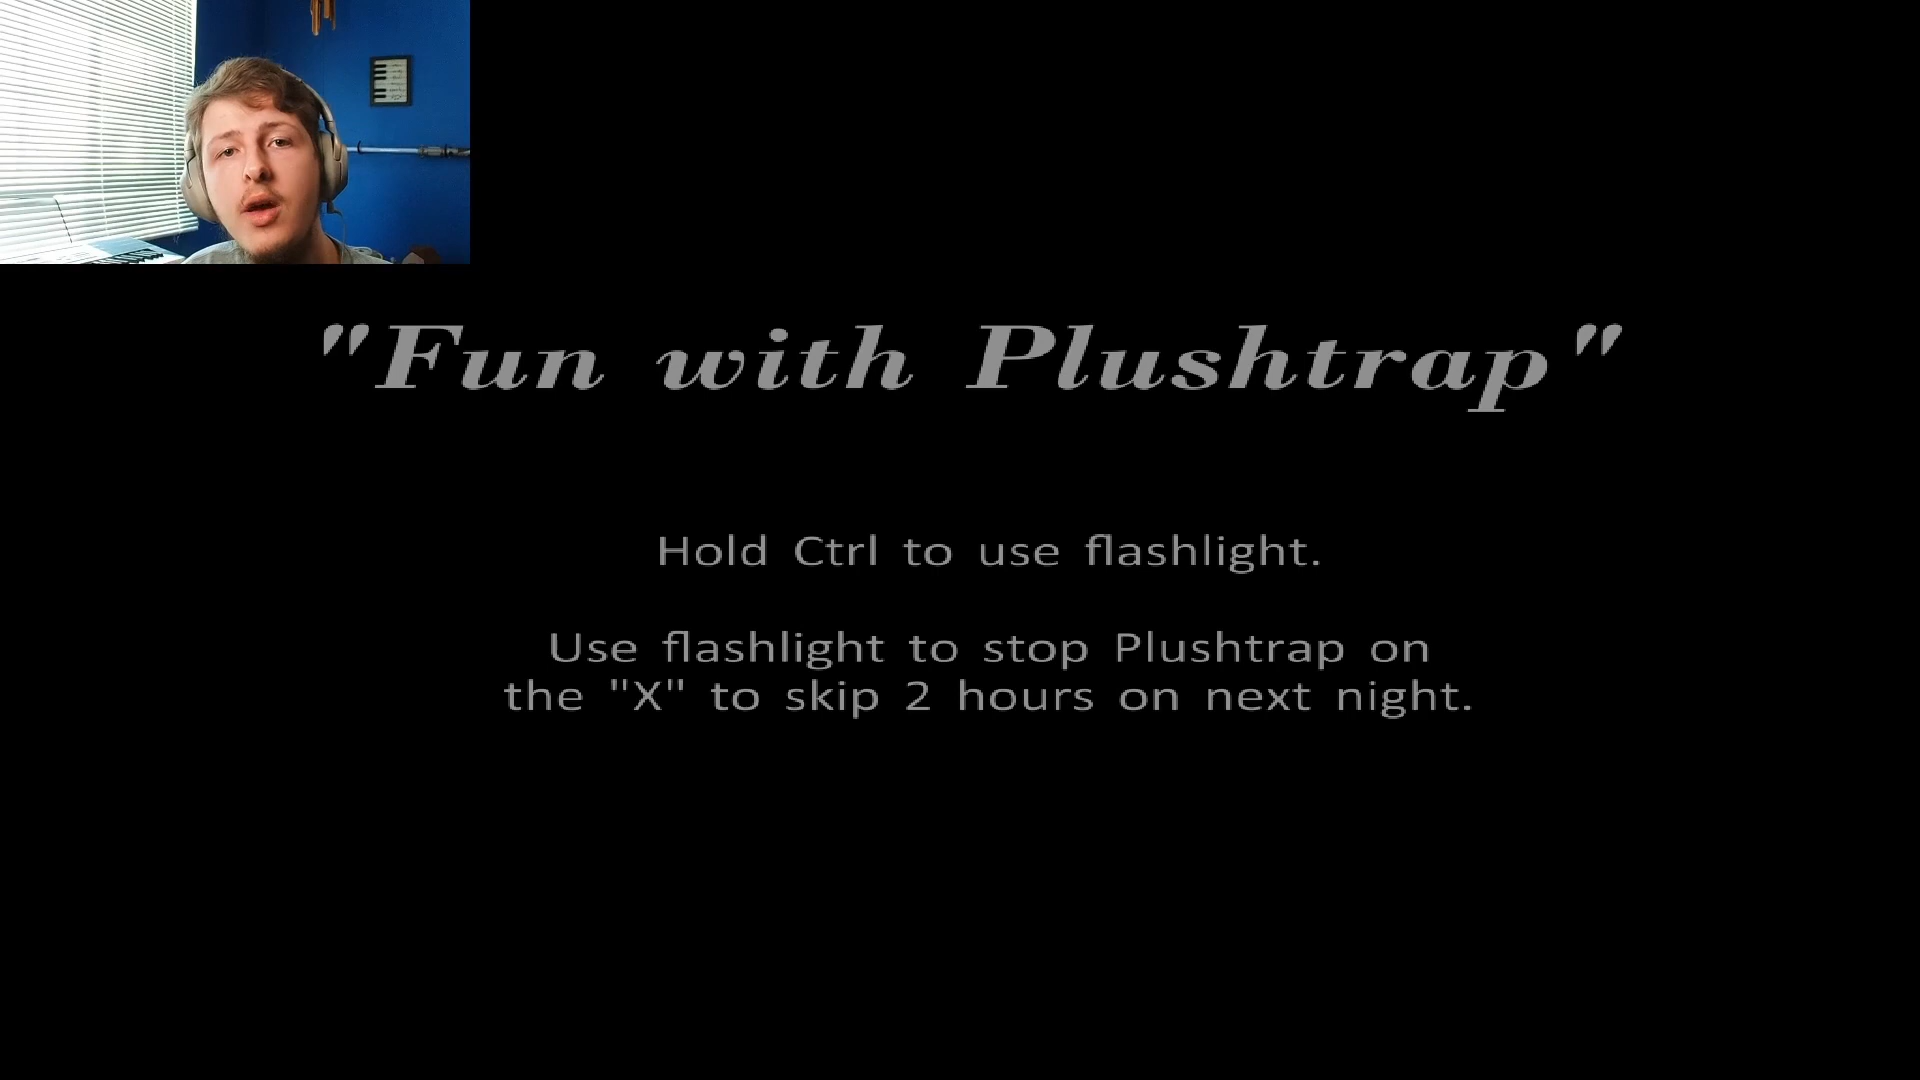 "Fun with Plushtrap"
Hold Ctrl to use flashlight.
Use flashlight to stop Plushtrap on
the "X" to skip 2 hours on next night.